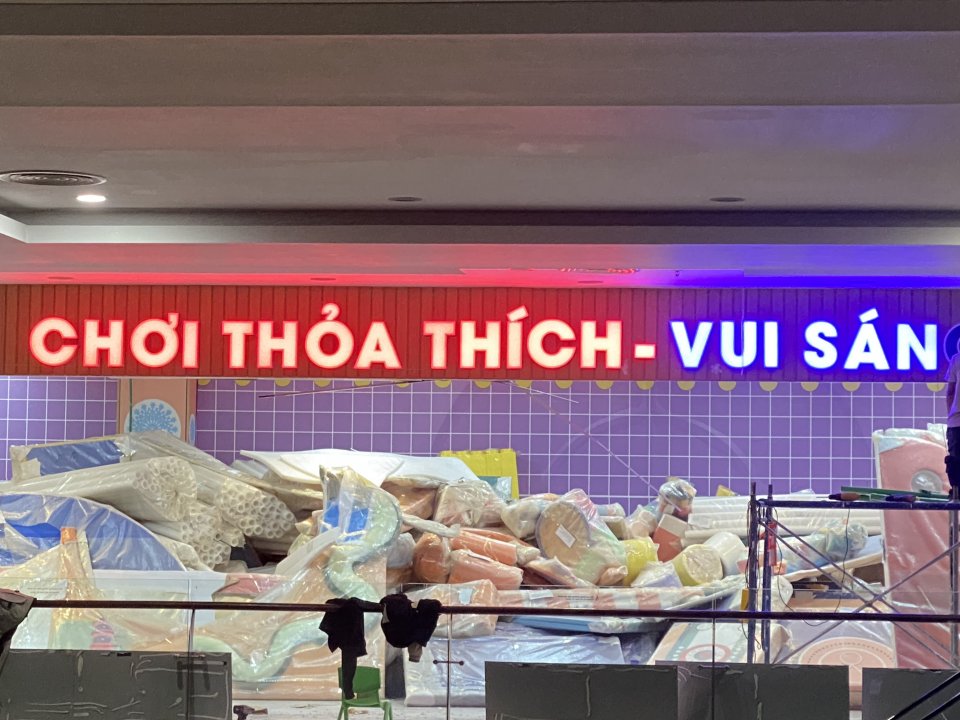 CHƠI THỎA THÍCH - VUI SÁN